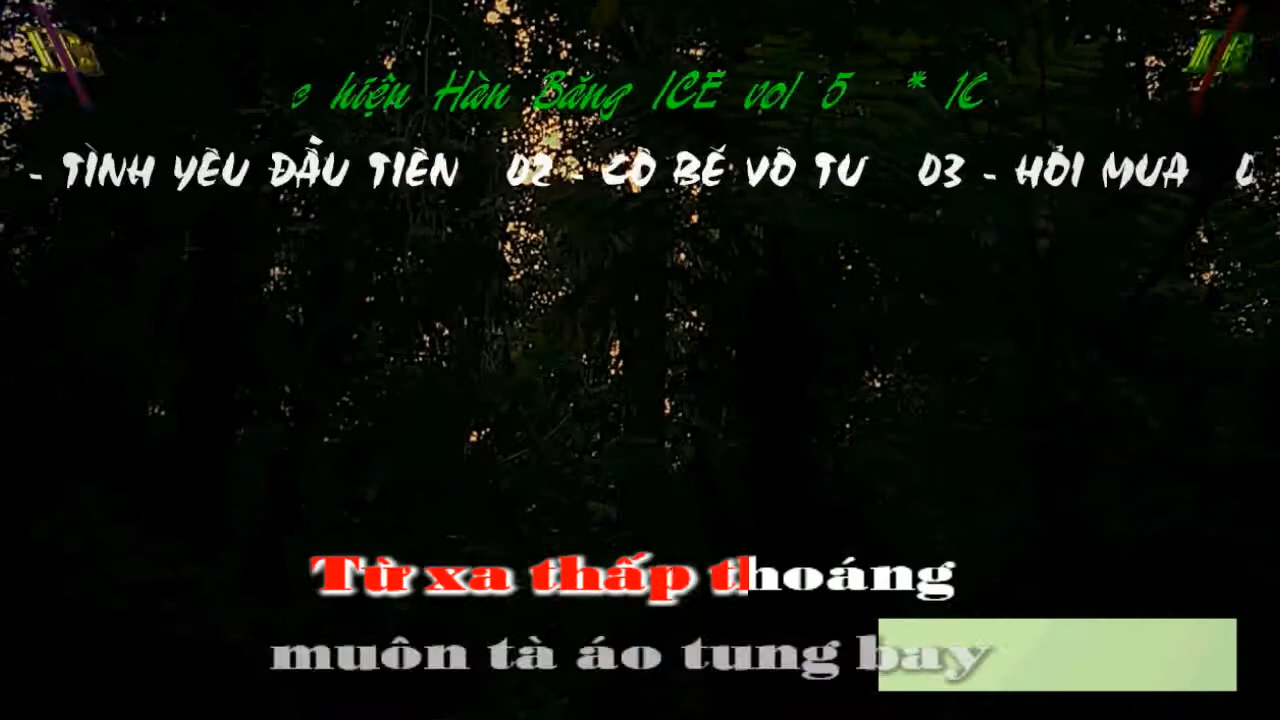 hiện Hàn Băng ICE vol 5 *
- TÌNH YÊU ĐẦU TIÊN 02 - CÔ BÉ VÔ TƯ 03 - HỎI MƯA
Từ xa thấp thoáng
muôn tà áo tung bay